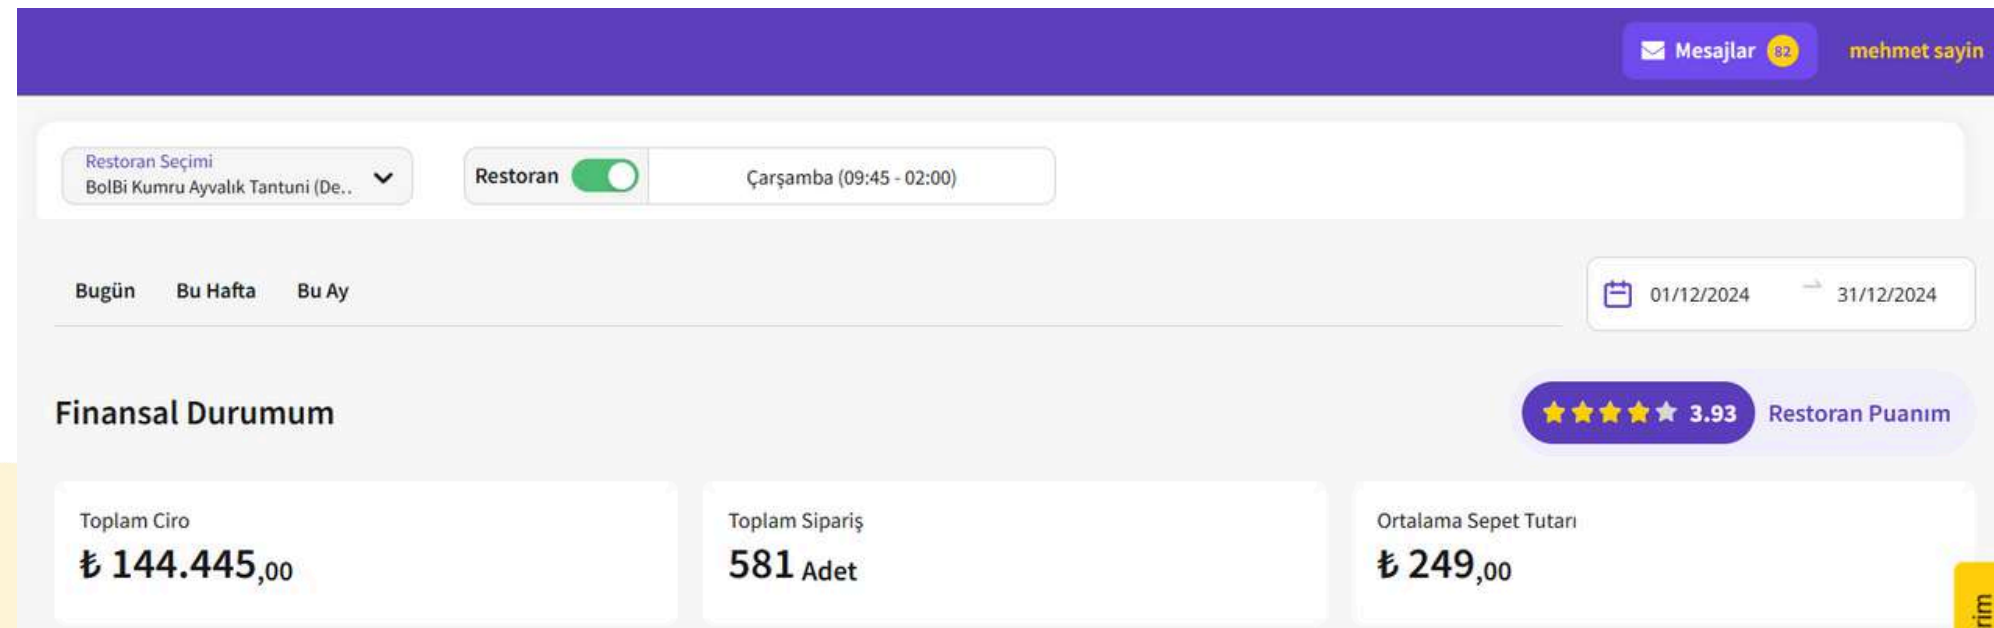 Mesajlar 82 mehmet sayin
Restoran Seçimi
BolBi Kumru Ayvalık Tantuni (De..
Restoran
Çarşamba (09:45 - 02:00)
Bugün Bu Hafta Bu Ay
01/12/2024 → 31/12/2024
Finansal Durumum
3.93 Restoran Puanım
Toplam Ciro
₺ 144.445,00
Toplam Sipariş
581 Adet
Ortalama Sepet Tutarı
₺ 249,00